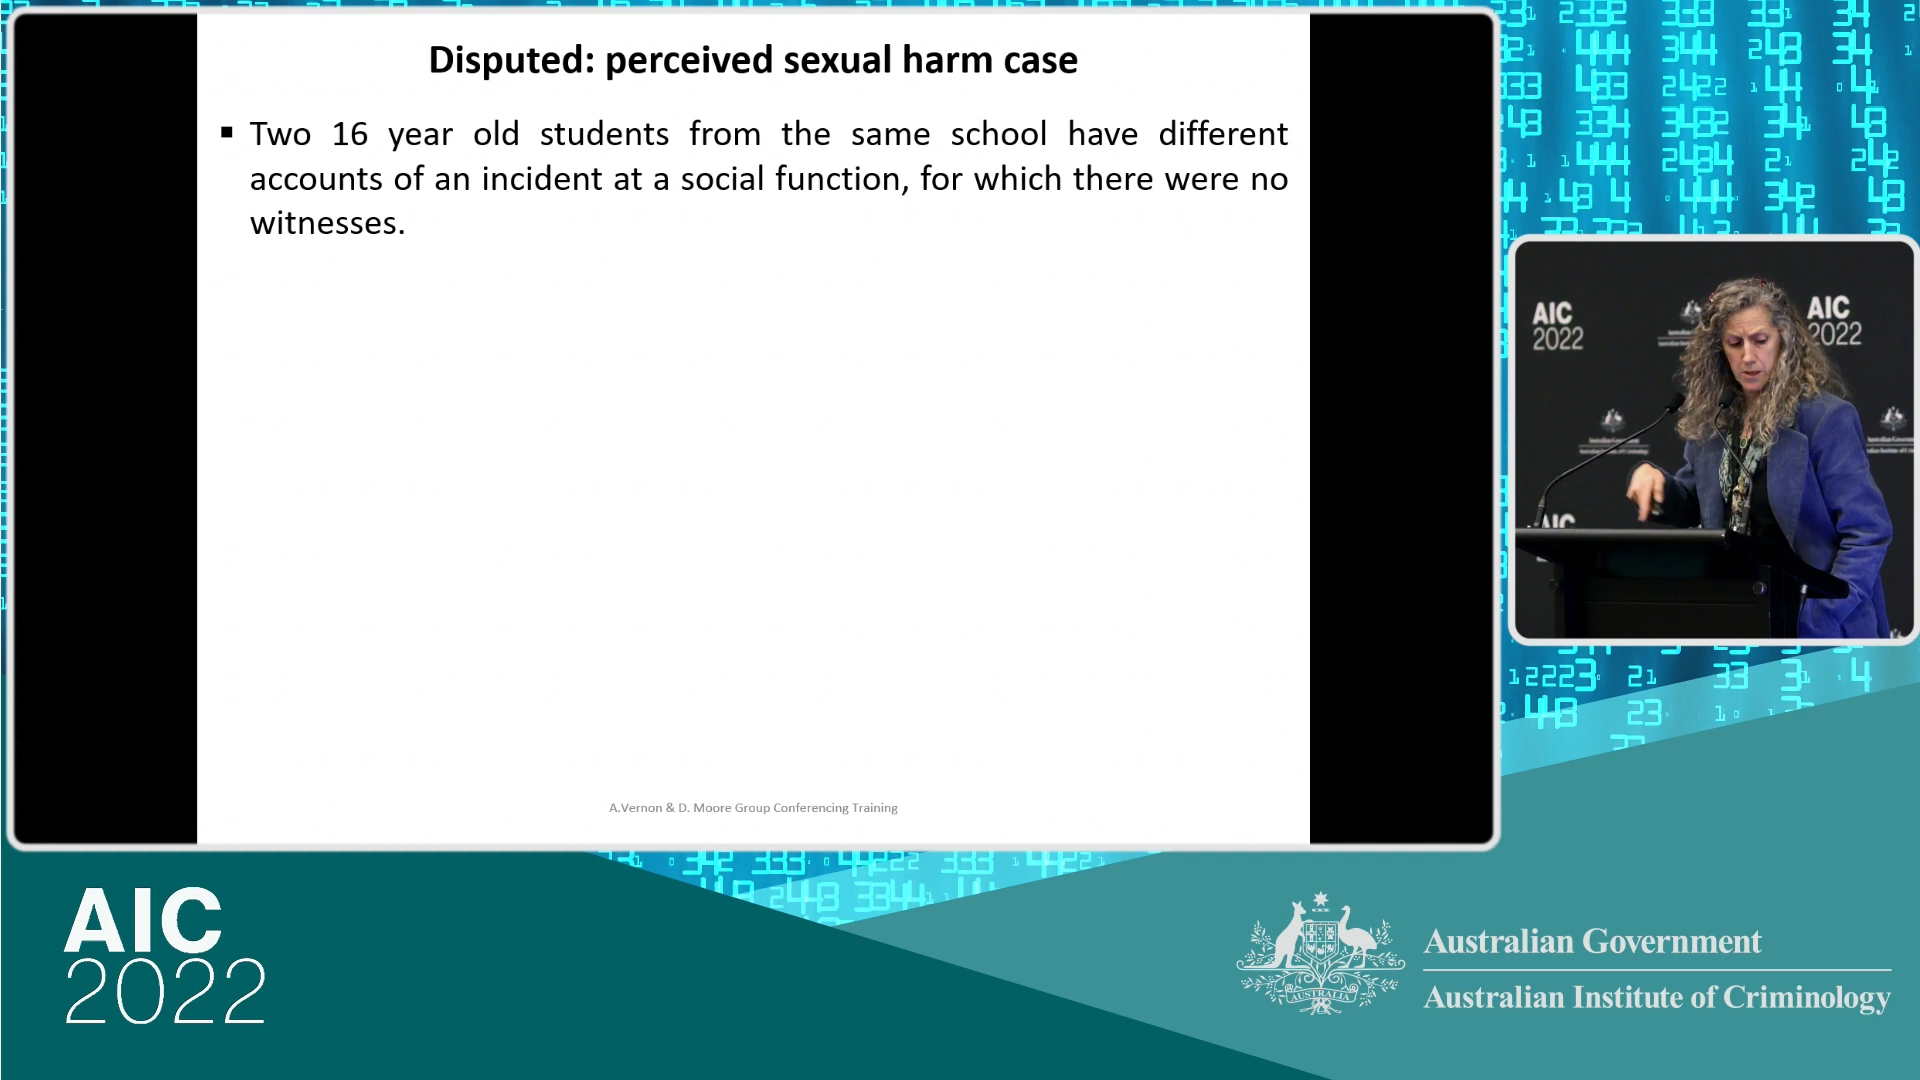 Disputed: perceived sexual harm case
▪ Two 16 year old students from the same school have different
accounts of an incident at a social function, for which there were no
witnesses.
A.Vernon & D. Moore Group Conferencing Training
AIC
2022
AIC
2022
AIC
AIC
2022
AUSTRALIA
Australian Government
Australian Institute of Criminology